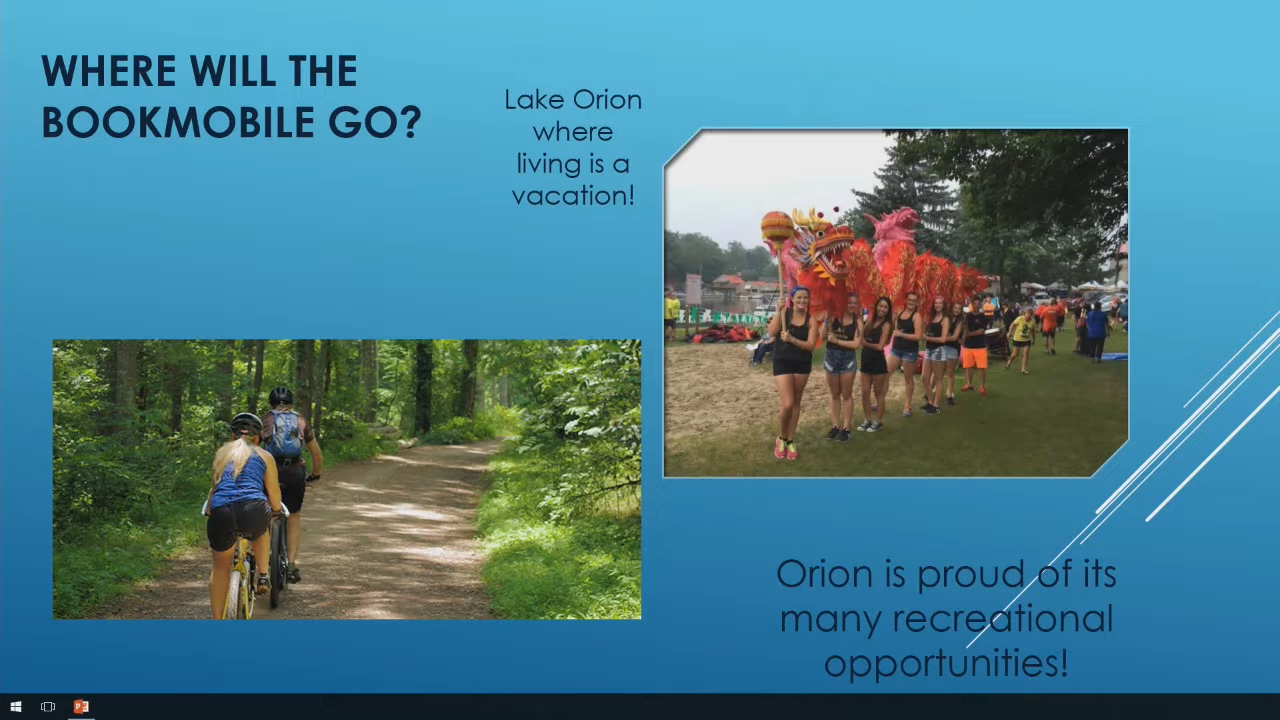 WHERE WILL THE
BOOKMOBILE GO?
Lake Orion
where
living is a
vacation!
Orion is proud of its
many recreational
opportunities!